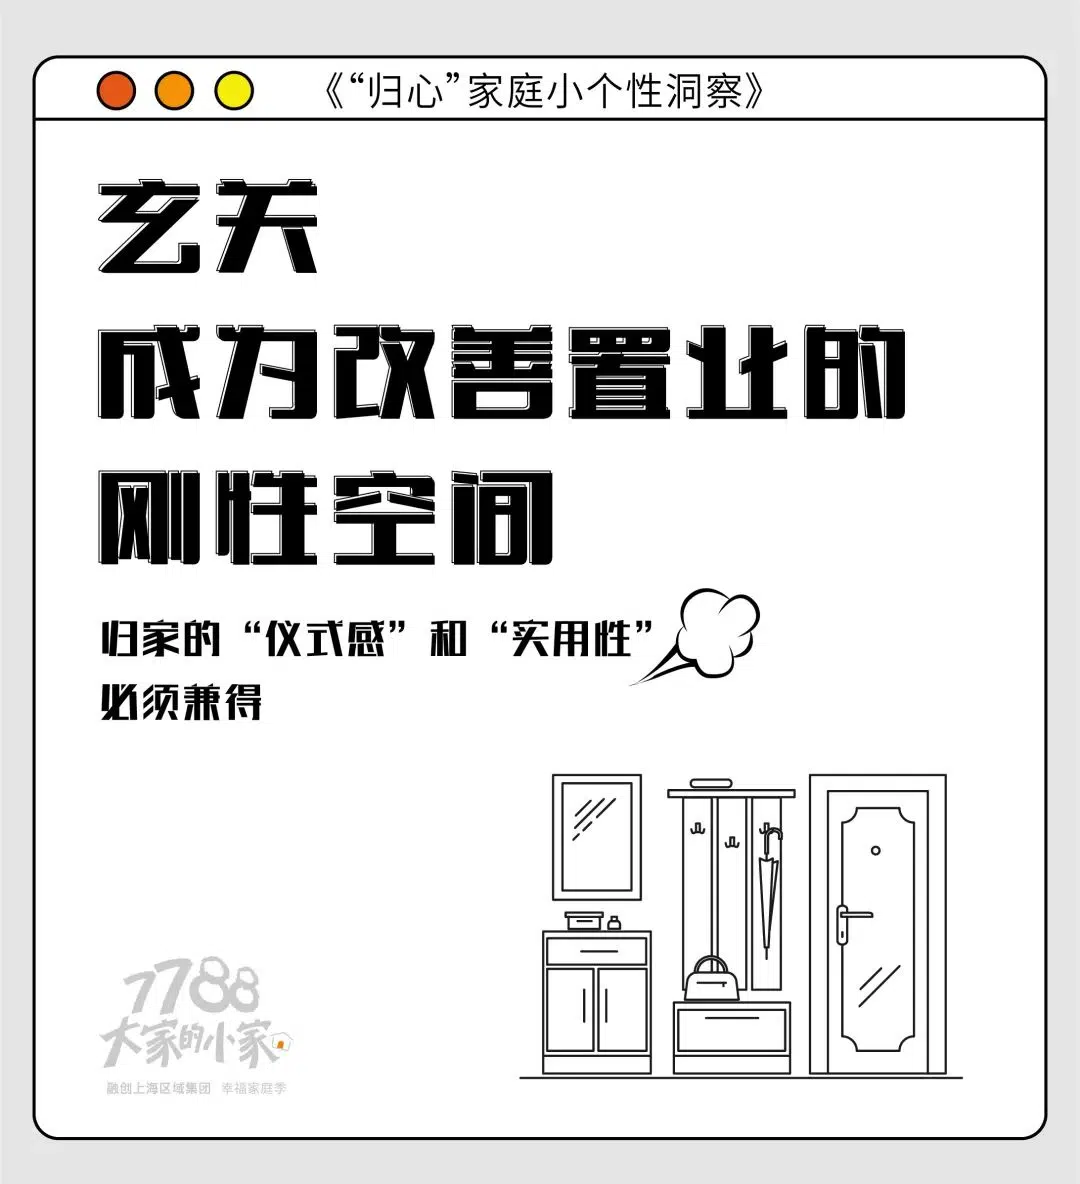 《“归心”家庭小个性洞察》
玄关
成为改善置业的
刚性空间
归家的“仪式感”和“实用性”
必须兼得
7788
大家的小家
融创上海区域集团 幸福家庭季